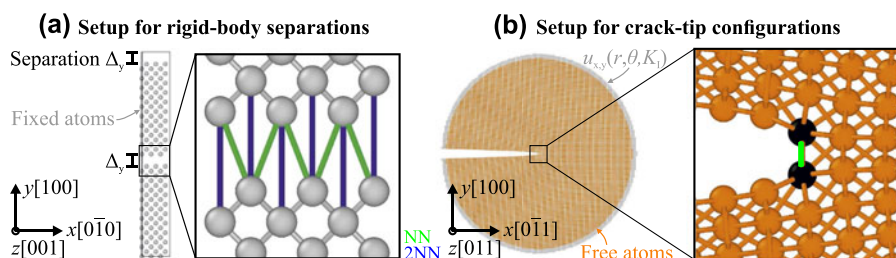 (a) Setup for rigid-body separations
Separation Δy
Fixed atoms
Δy
y[100]
x[01̅0]
z[001]
NN
2NN
(b) Setup for crack-tip configurations
uₓ,ᵧ(r,θ,K_I)
y[100]
x[01̅1]
z[011]
Free atoms